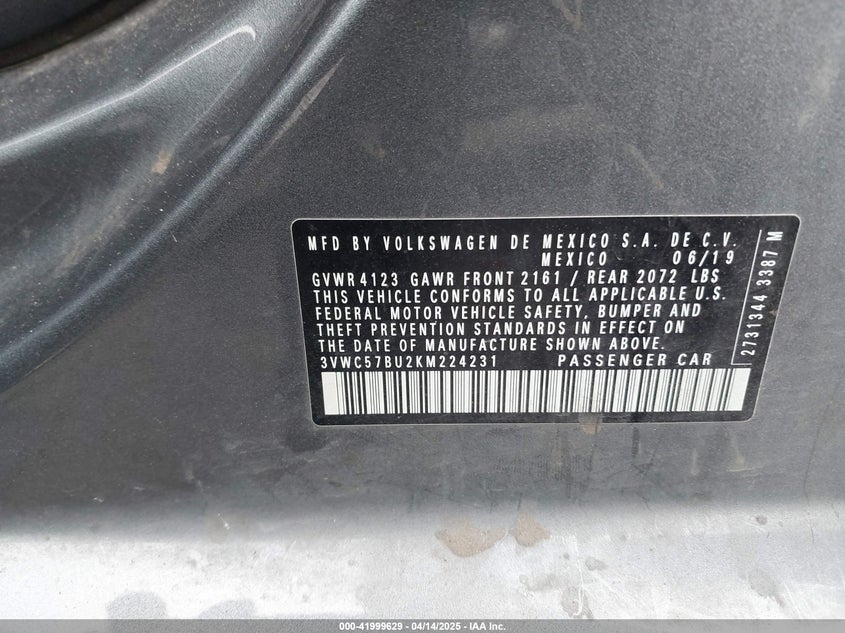 MFD BY VOLKSWAGEN DE MEXICO S.A. DE C.V.
MEXICO 06/19
GVWR 4123 GAWR FRONT 2161 / REAR 2072 LBS
THIS VEHICLE CONFORMS TO ALL APPLICABLE U.S.
FEDERAL MOTOR VEHICLE SAFETY, BUMPER AND
THEFT PREVENTION STANDARDS IN EFFECT ON
THE DATE OF MANUFACTURE SHOWN ABOVE.
3VWC57BU2KM224231 PASSENGER CAR
2731344 3387 M
000-41999629 - 04/14/2025 - IAA Inc.